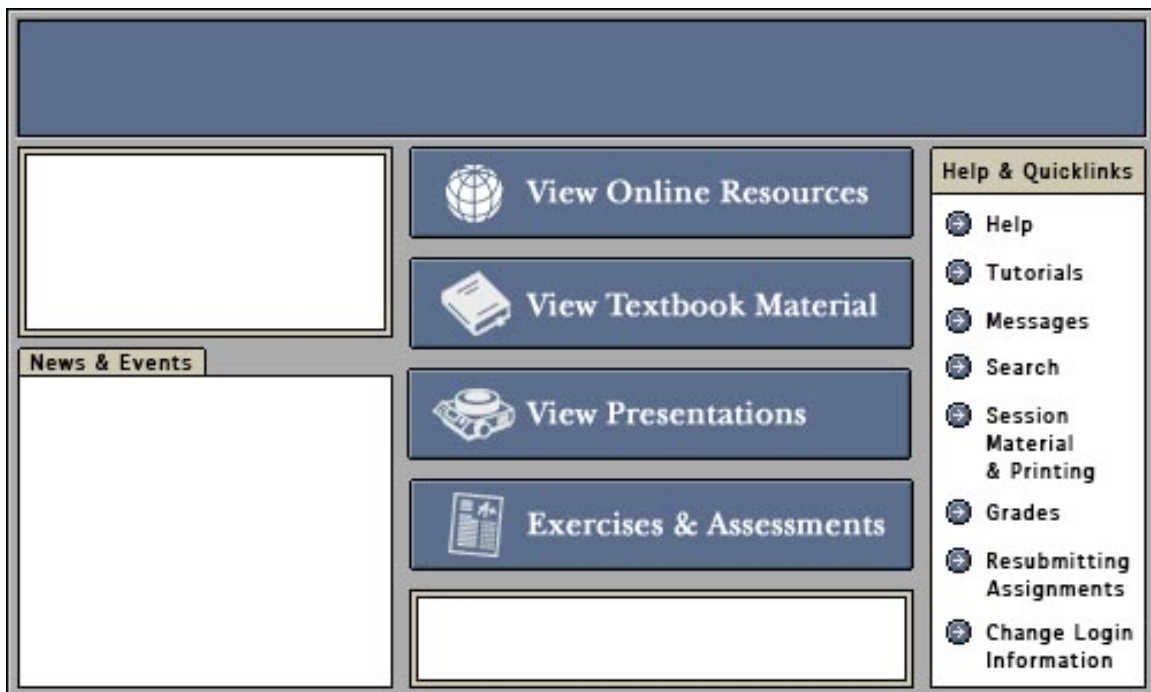 View Online Resources
View Textbook Material
View Presentations
Exercises & Assessments
News & Events
Help & Quicklinks
Help
Tutorials
Messages
Search
Session
Material
& Printing
Grades
Resubmitting
Assignments
Change Login
Information